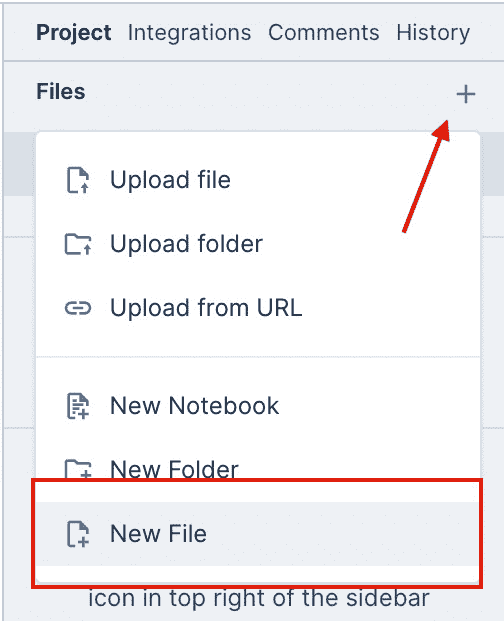 Project Integrations Comments History
Files
Upload file
Upload folder
Upload from URL
New Notebook
New Folder
New File
icon in top right of the sidebar